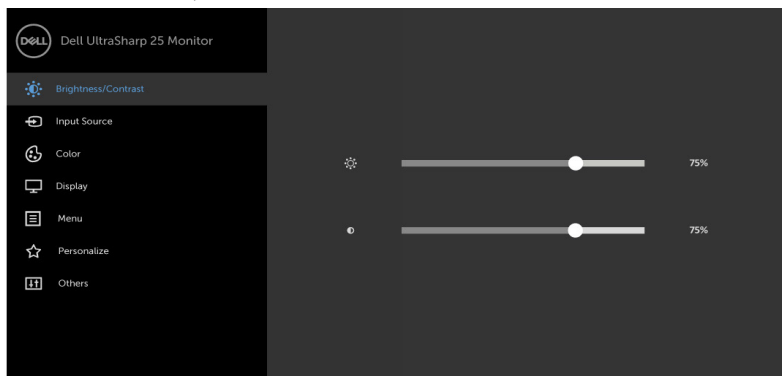 DELL
Dell UltraSharp 25 Monitor
Brightness/Contrast
Input Source
Color
75%
Display
Menu
75%
Personalize
Others